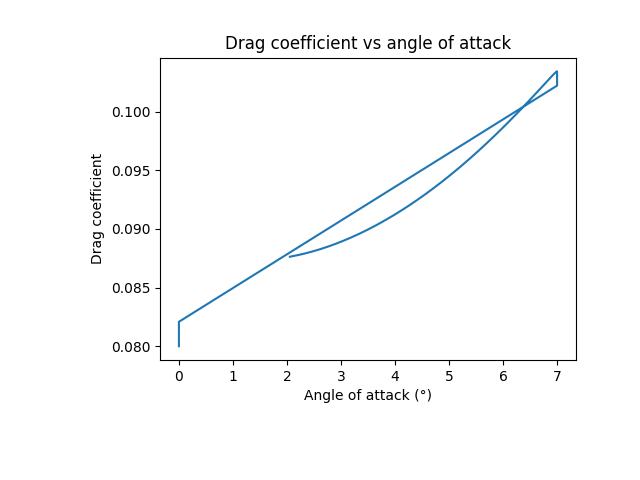 Drag coefficient vs angle of attack
0.100
0.095
0.090
0.085
0.080
Drag coefficient
0 1 2 3 4 5 6 7
Angle of attack (°)